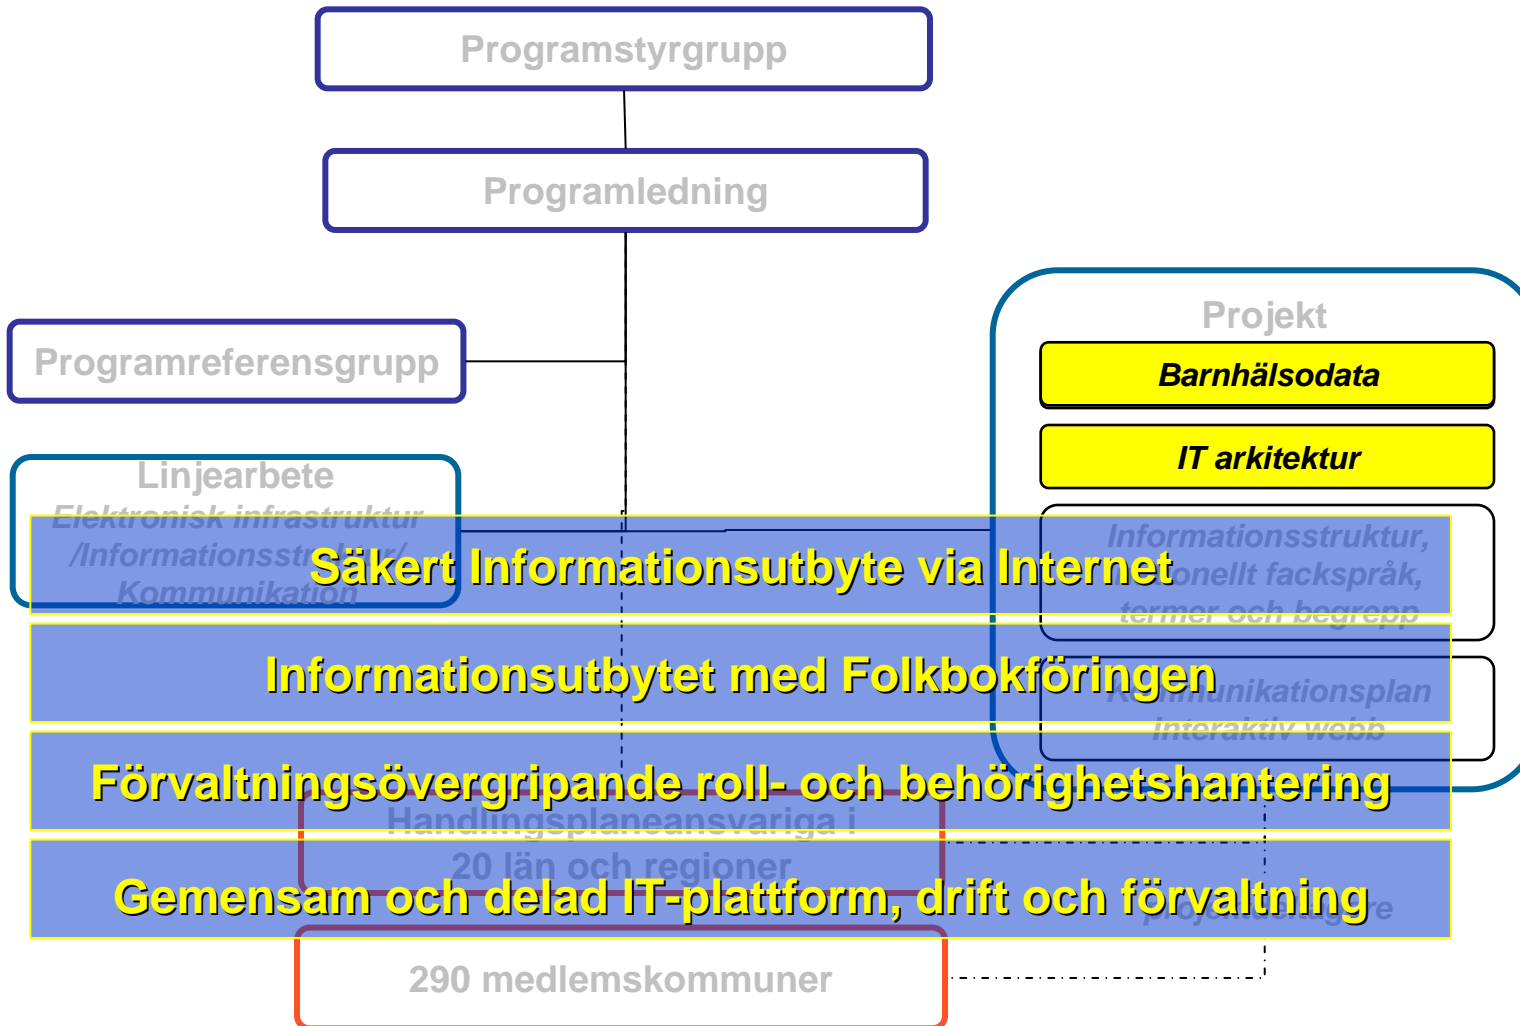 Programstyrgrupp
Programledning
Programreferensgrupp
Projekt
Barnhälsodata
IT arkitektur
Informationsstruktur,
onellt fackspråk,
termer och begrepp
Kommunikationsplan
interaktiv webb
Linjearbete
Elektronisk infrastruktur
/Informationsstruktur/
Kommunikation
Säkert Informationsutbyte via Internet
Informationsutbytet med Folkbokföringen
Förvaltningsövergripande roll- och behörighetshantering
Handlingsplaneansvariga i
20 län och regioner
Gemensam och delad IT-plattform, drift och förvaltning
projektdeltagare
290 medlemskommuner